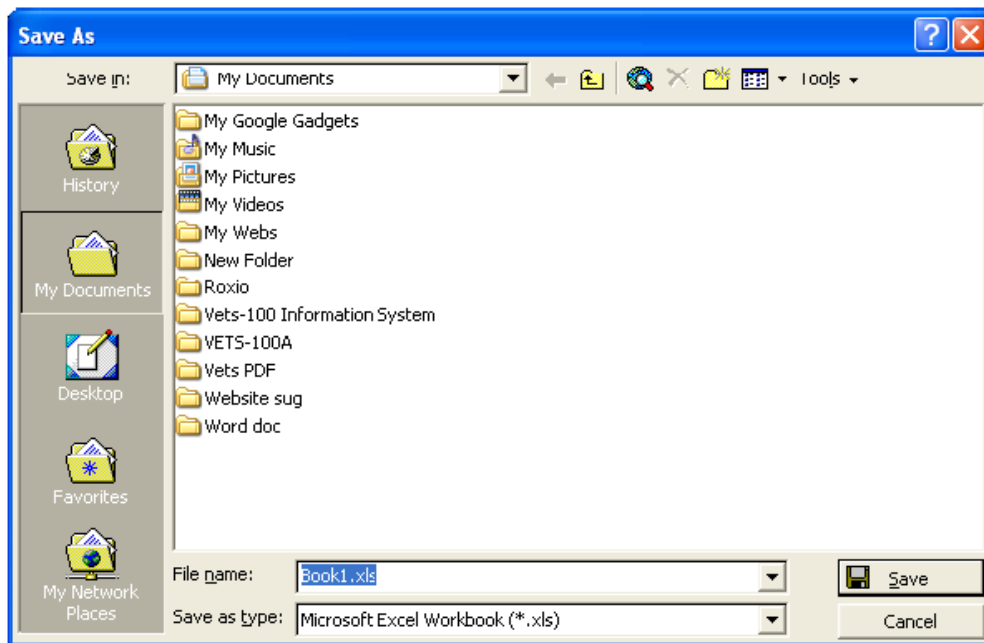 Save As
Save in: My Documents Tools
My Google Gadgets
My Music
My Pictures
My Videos
My Webs
New Folder
Roxio
Vets-100 Information System
VETS-100A
Vets PDF
Website sug
Word doc
History
My Documents
Desktop
Favorites
My Network
Places
File name: Book1.xls Save
Save as type: Microsoft Excel Workbook (*.xls) Cancel